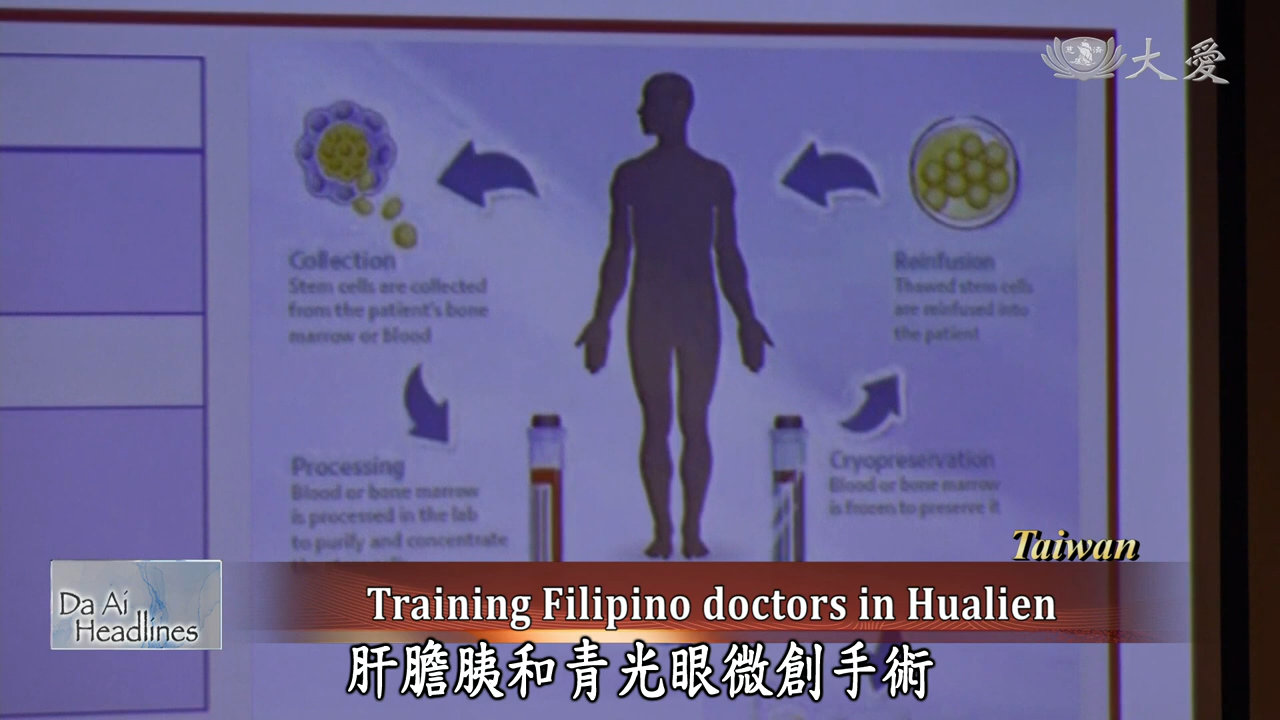 慈濟
大愛
Collection
Stem cells are collected
from the patient's bone
marrow or blood
Reinfusion
Thawed stem cells
are reinfused into
the patient
Processing
Blood or bone marrow
is processed in the lab
to purify and concentrate
Cryopreservation
Blood or bone marrow
is frozen to preserve it
Taiwan
Da Ai
Headlines
Training Filipino doctors in Hualien
肝膽胰和青光眼微創手術